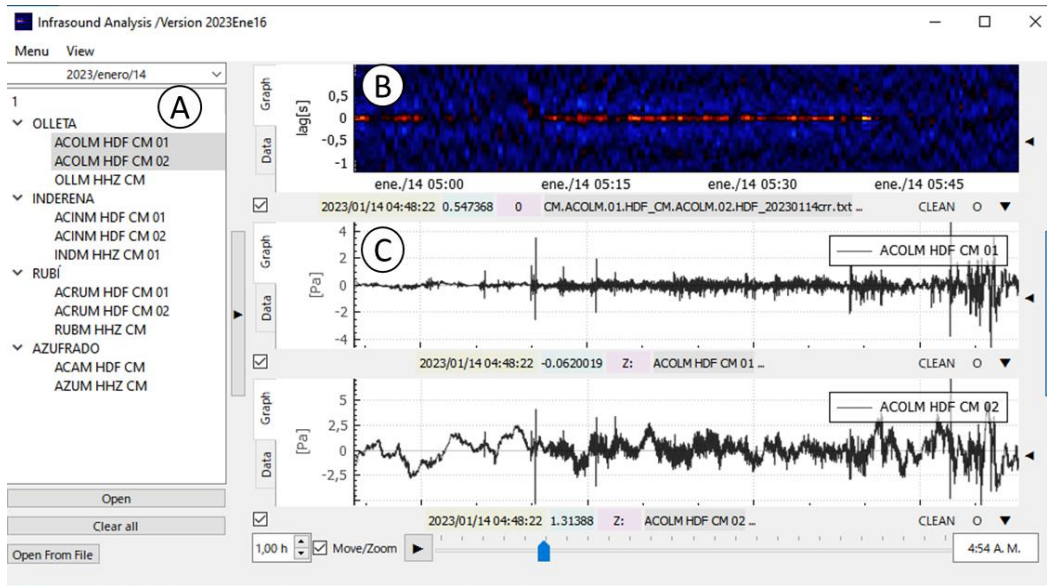 Infrasound Analysis /Version 2023Ene16
Menu View
2023/enero/14
1
A
OLLETA
ACOLM HDF CM 01
ACOLM HDF CM 02
OLLM HHZ CM
INDERENA
ACINM HDF CM 01
ACINM HDF CM 02
INDM HHZ CM 01
RUBÍ
ACRUM HDF CM 01
ACRUM HDF CM 02
RUBM HHZ CM
AZUFRADO
ACAM HDF CM
AZUM HHZ CM
Open
Clear all
Open From File
Graph
Data
lag[s]
0,5
0
-0,5
-1
B
ene./14 05:00 ene./14 05:15 ene./14 05:30 ene./14 05:45
2023/01/14 04:48:22 0.547368 0 CM.ACOLM.01.HDF_CM.ACOLM.02.HDF_20230114crr.txt ... CLEAN O
Graph
Data
[Pa]
4
2
0
-2
-4
C
ACOLM HDF CM 01
2023/01/14 04:48:22 -0.0620019 Z: ACOLM HDF CM 01 ... CLEAN O
Graph
Data
[Pa]
5
2,5
0
-2,5
ACOLM HDF CM 02
2023/01/14 04:48:22 1.31388 Z: ACOLM HDF CM 02 ... CLEAN O
1,00 h Move/Zoom 4:54 A. M.